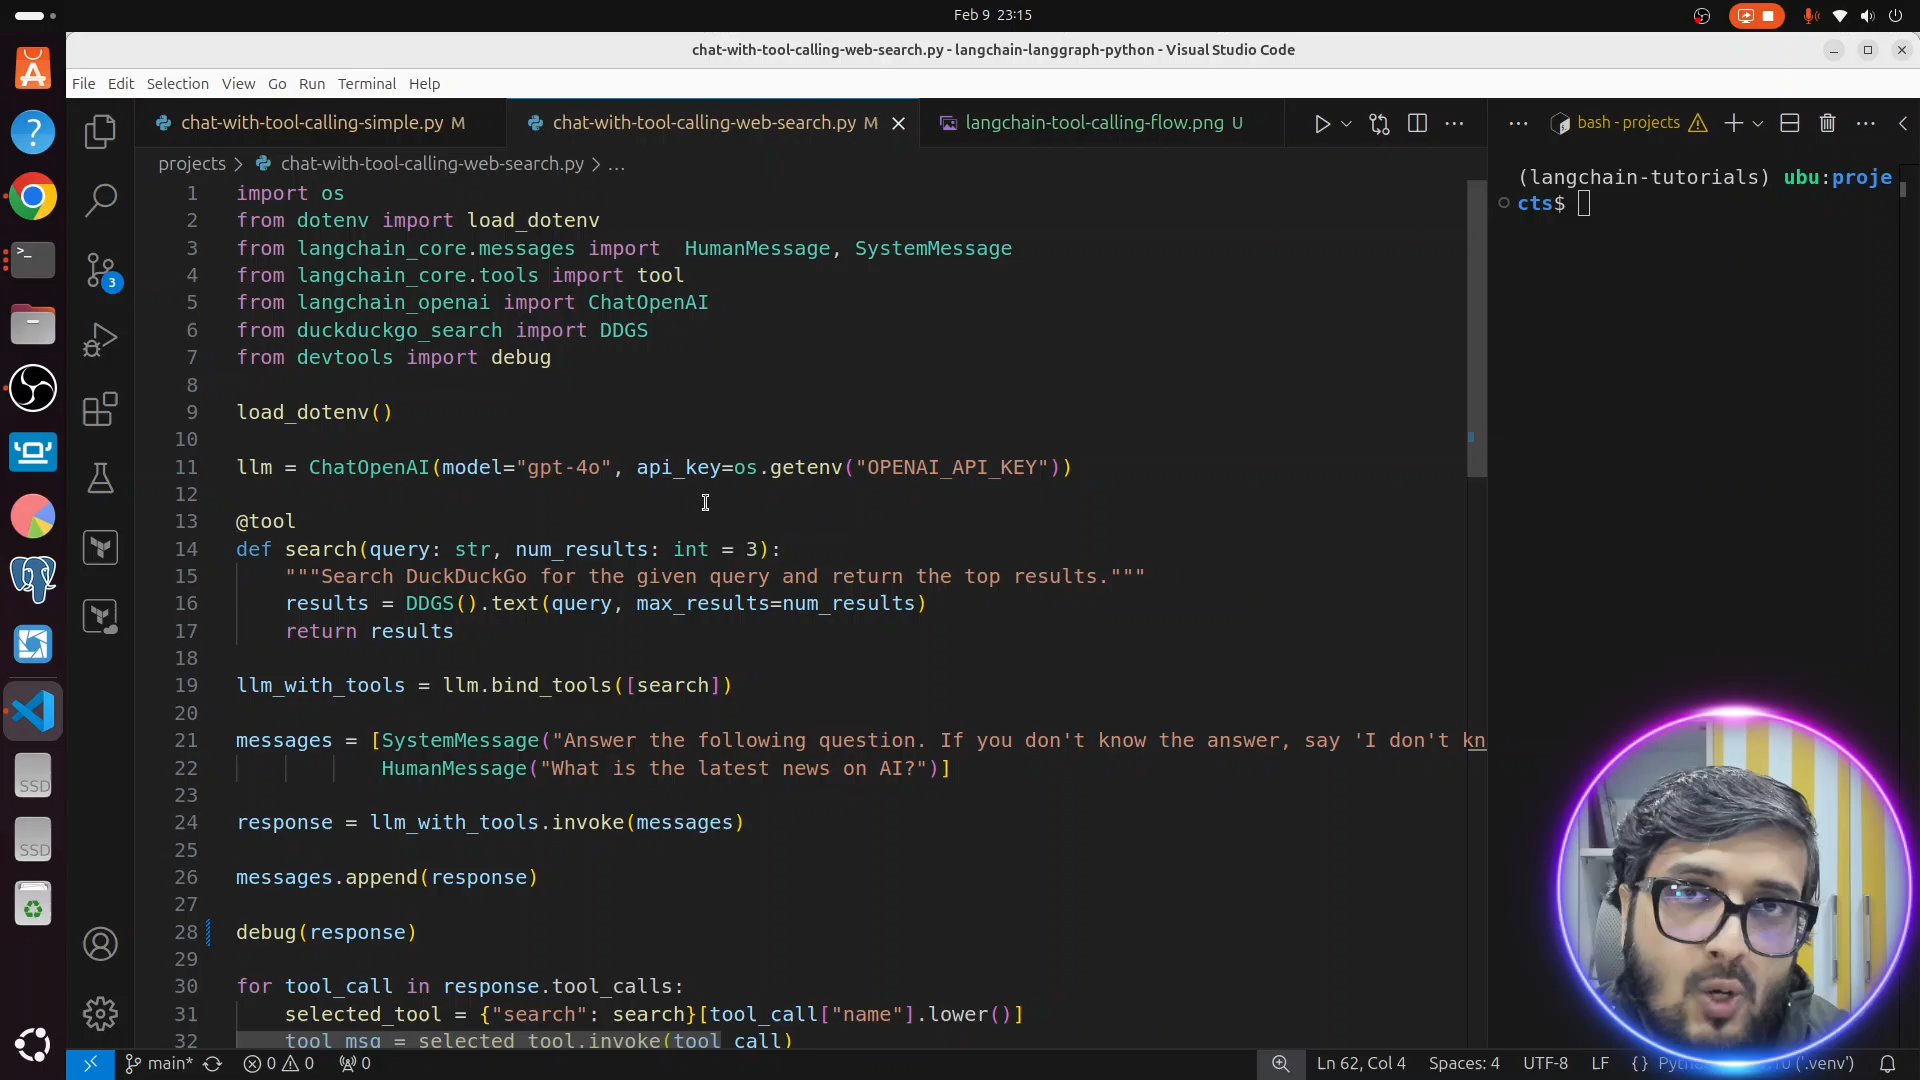 Feb 9 23:15
chat-with-tool-calling-web-search.py - langchain-langgraph-python - Visual Studio Code
File Edit Selection View Go Run Terminal Help
chat-with-tool-calling-simple.py M
chat-with-tool-calling-web-search.py M
langchain-tool-calling-flow.png U
bash - projects
projects > chat-with-tool-calling-web-search.py > ...
(langchain-tutorials) ubu:proje
cts$
1 import os
2 from dotenv import load_dotenv
3 from langchain_core.messages import  HumanMessage, SystemMessage
4 from langchain_core.tools import tool
5 from langchain_openai import ChatOpenAI
6 from duckduckgo_search import DDGS
7 from devtools import debug
8
9 load_dotenv()
10
11 llm = ChatOpenAI(model="gpt-4o", api_key=os.getenv("OPENAI_API_KEY"))
12
13 @tool
14 def search(query: str, num_results: int = 3):
15     """Search DuckDuckGo for the given query and return the top results."""
16     results = DDGS().text(query, max_results=num_results)
17     return results
18
19 llm_with_tools = llm.bind_tools([search])
20
21 messages = [SystemMessage("Answer the following question. If you don't know the answer, say 'I don't kn
22             HumanMessage("What is the latest news on AI?")]
23
24 response = llm_with_tools.invoke(messages)
25
26 messages.append(response)
27
28 debug(response)
29
30 for tool_call in response.tool_calls:
31     selected_tool = {"search": search}[tool_call["name"].lower()]
32     tool_msg = selected_tool.invoke(tool_call)
3
SSD
SSD
main* 0 0 0
Ln 62, Col 4 Spaces: 4 UTF-8 LF {} ('.venv')